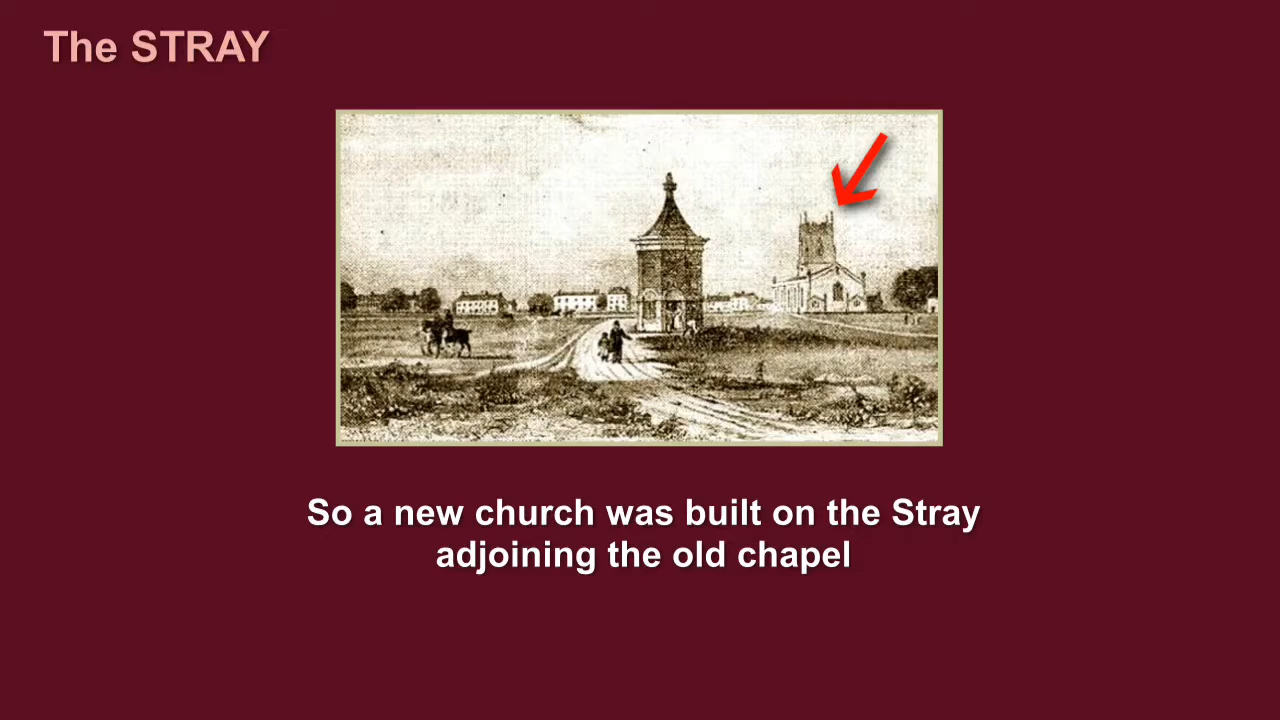 The STRAY
So a new church was built on the Stray
adjoining the old chapel